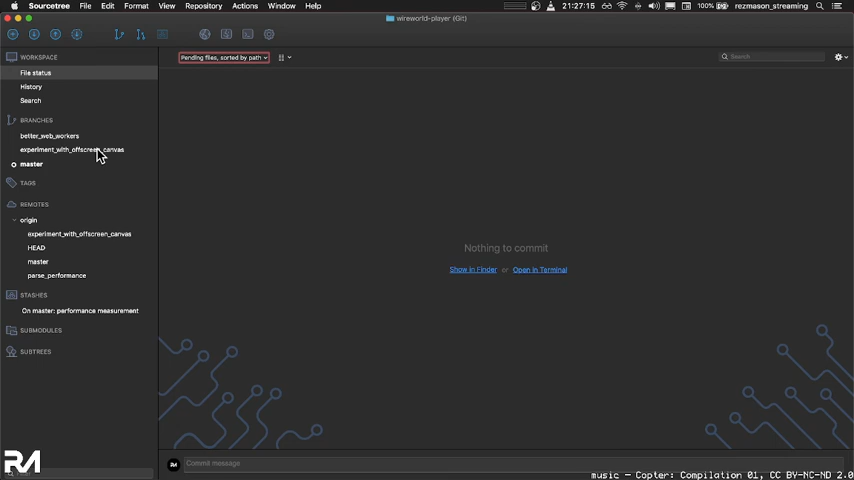 Sourcetree File Edit Format View Repository Actions Window Help 100% 21:27:15 rezmason_streaming
wireworld-player (Git)
WORKSPACE
Pending files, sorted by path
Search
File status
History
Search
BRANCHES
better_web_workers
experiment_with_offscreen_canvas
master
TAGS
REMOTES
origin
experiment_with_offscreen_canvas
HEAD
master
parse_performance
Nothing to commit
Show in Finder or Open in Terminal
STASHES
On master: performance measurement
SUBMODULES
SUBTREES
RM
Commit message
music — Copter: Compilation 01, CC BY-NC-ND 2.0